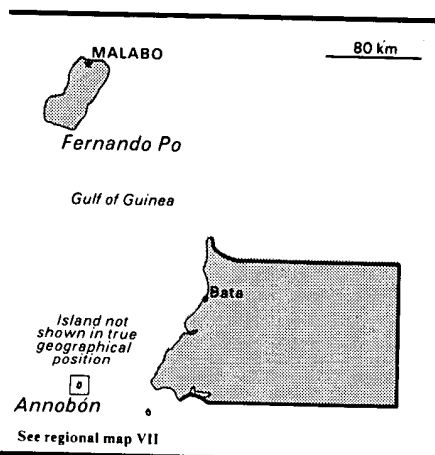 MALABO
80 km
Fernando Po
Gulf of Guinea
Bata
Island not
shown in true
geographical
position
Annobón
See regional map VII